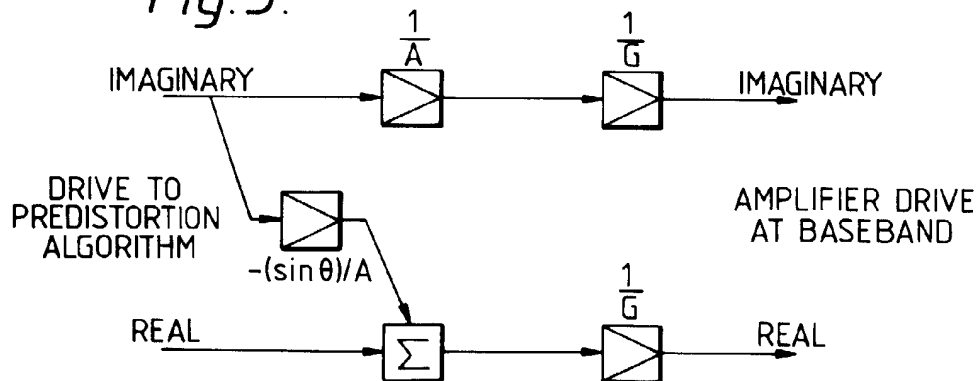 Fig.5.
1
A
1
G
IMAGINARY
IMAGINARY
DRIVE TO
PREDISTORTION
ALGORITHM
-(sin θ)/A
AMPLIFIER DRIVE
AT BASEBAND
1
G
REAL
Σ
REAL